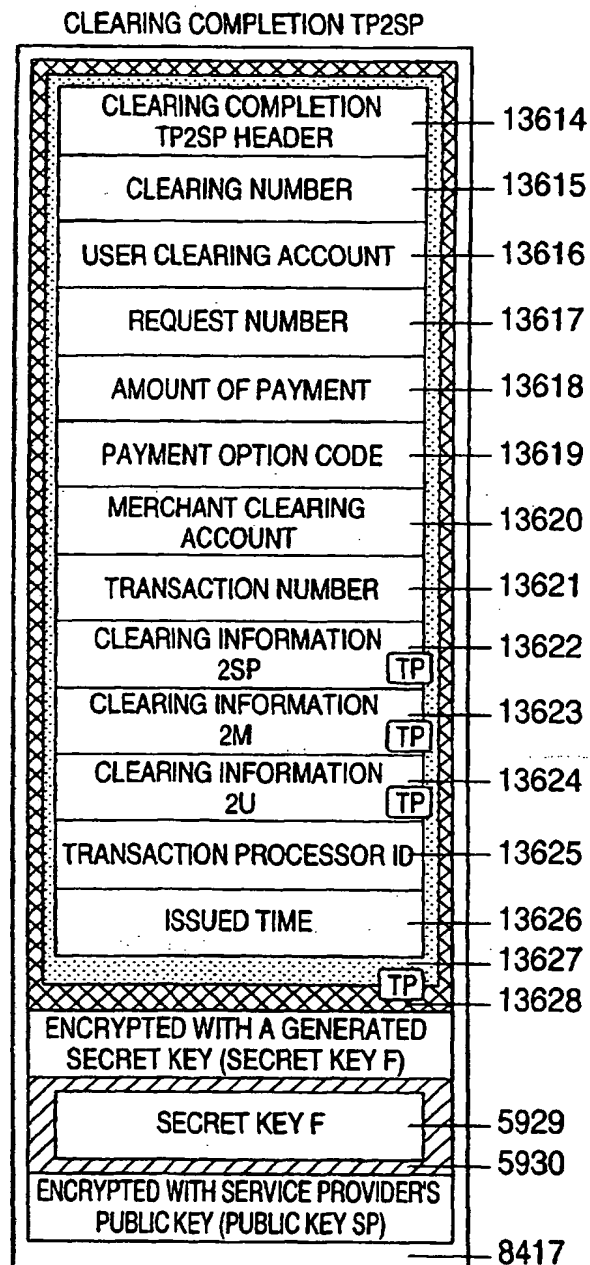 CLEARING COMPLETION TP2SP
CLEARING COMPLETION
TP2SP HEADER
13614
CLEARING NUMBER
13615
USER CLEARING ACCOUNT
13616
REQUEST NUMBER
13617
AMOUNT OF PAYMENT
13618
PAYMENT OPTION CODE
13619
MERCHANT CLEARING
ACCOUNT
13620
TRANSACTION NUMBER
13621
CLEARING INFORMATION
2SP
TP
13622
CLEARING INFORMATION
2M
TP
13623
CLEARING INFORMATION
2U
TP
13624
TRANSACTION PROCESSOR ID
13625
ISSUED TIME
13626
13627
TP
13628
ENCRYPTED WITH A GENERATED
SECRET KEY (SECRET KEY F)
SECRET KEY F
5929
5930
ENCRYPTED WITH SERVICE PROVIDER'S
PUBLIC KEY (PUBLIC KEY SP)
8417